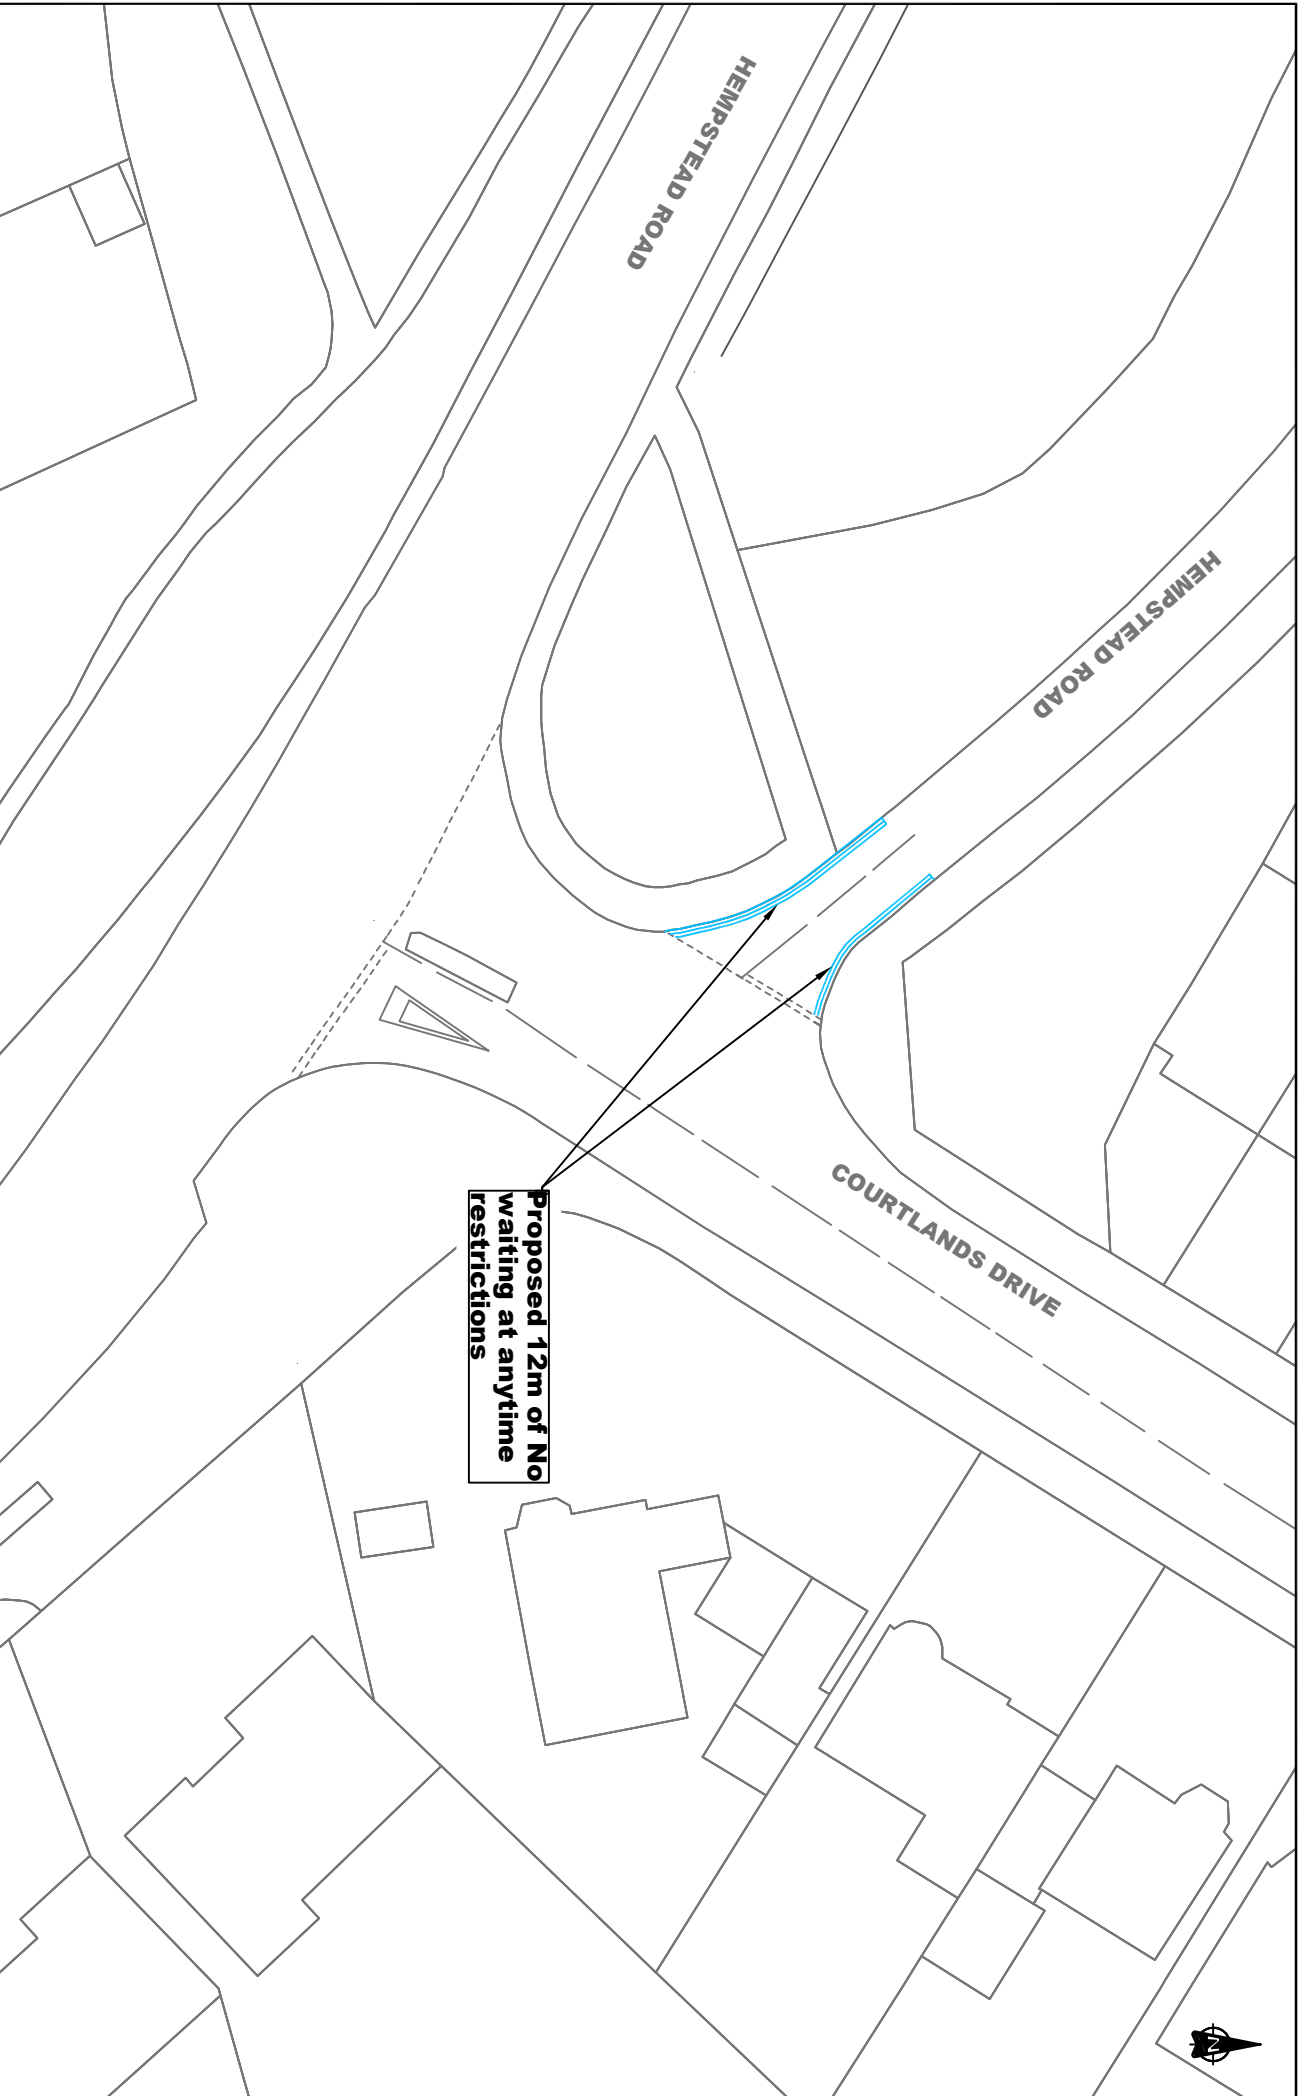 HEMPSTEAD ROAD
HEMPSTEAD ROAD
COURTLANDS DRIVE
Proposed 12m of No
waiting at anytime
restrictions
N